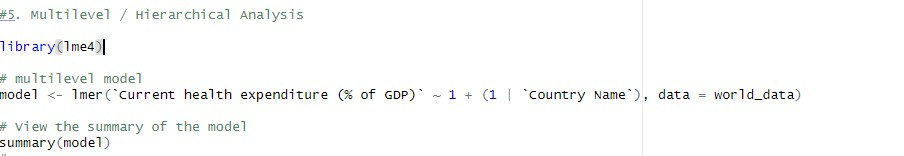 #5. Multilevel / Hierarchical Analysis
library(lme4)
# multilevel model
model <- lmer(`Current health expenditure (% of GDP)` ~ 1 + (1 | `Country Name`), data = world_data)
# View the summary of the model
summary(model)